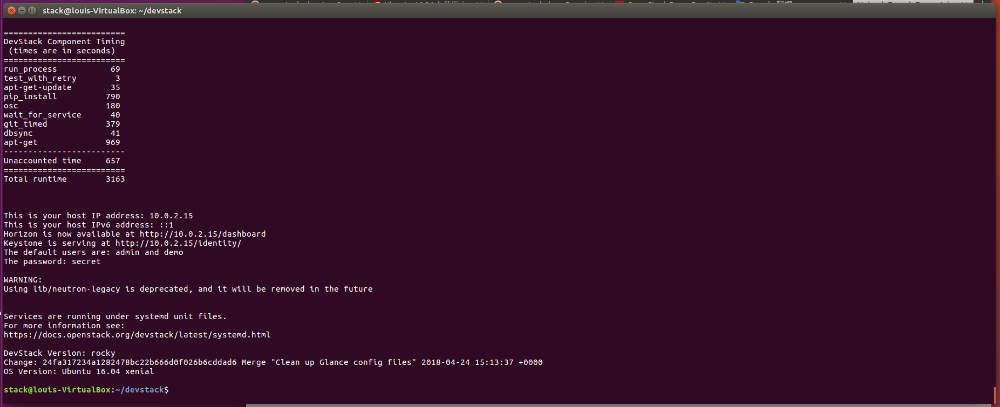 stack@louis-VirtualBox: ~/devstack
=========================
DevStack Component Timing
 (times are in seconds)
=========================
run_process           69
test_with_retry        3
apt-get-update        35
pip_install          790
osc                  180
wait_for_service      40
git_timed            379
dbsync                41
apt-get              969
-------------------------
Unaccounted time     657
=========================
Total runtime        3163
This is your host IP address: 10.0.2.15
This is your host IPv6 address: ::1
Horizon is now available at http://10.0.2.15/dashboard
Keystone is serving at http://10.0.2.15/identity/
The default users are: admin and demo
The password: secret
WARNING:
Using lib/neutron-legacy is deprecated, and it will be removed in the future
Services are running under systemd unit files.
For more information see:
https://docs.openstack.org/devstack/latest/systemd.html
DevStack Version: rocky
Change: 24fa317234a1282478bc22b666d0f026b6cddad6 Merge "Clean up Glance config files" 2018-04-24 15:13:37 +0000
OS Version: Ubuntu 16.04 xenial
stack@louis-VirtualBox:~/devstack$